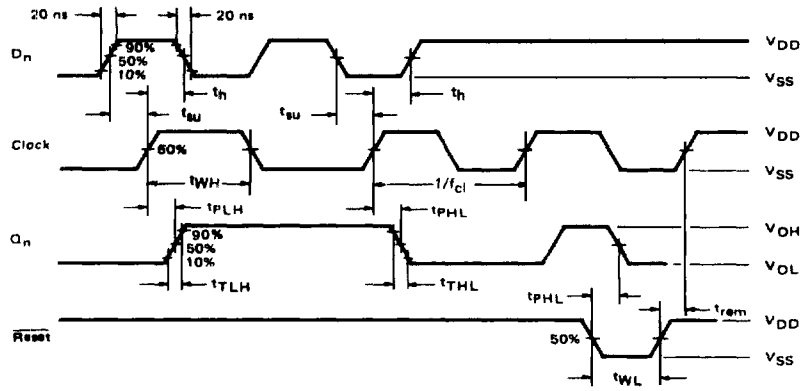 20 ns 20 ns
Dn
90%
50%
10%
VDD
VSS
th th
tsu tsu
Clock
50%
VDD
VSS
tWH 1/fcl
tPLH tPHL
Qn
90%
50%
10%
VOH
VOL
tTLH tTHL tPHL trem
Reset
50%
VDD
VSS
tWL